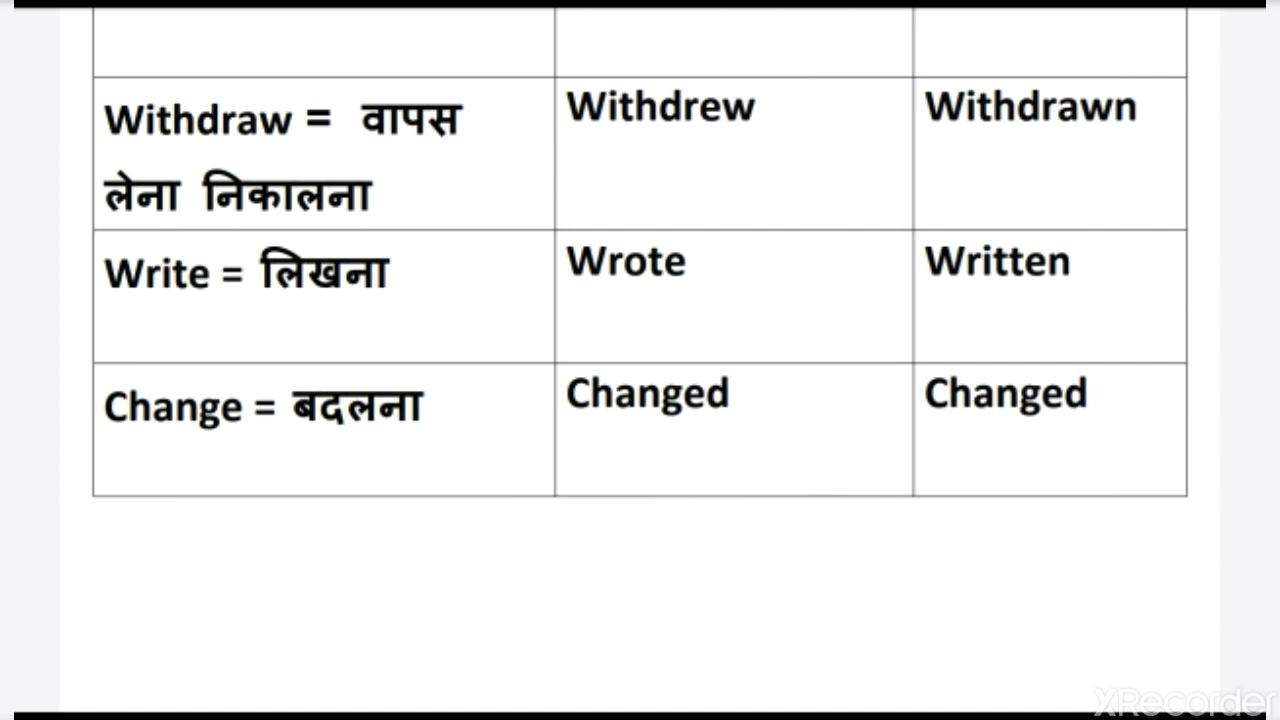 Withdraw = वापस Withdrew Withdrawn
लेना निकालना
Write = लिखना Wrote Written
Change = बदलना Changed Changed
XRecorder